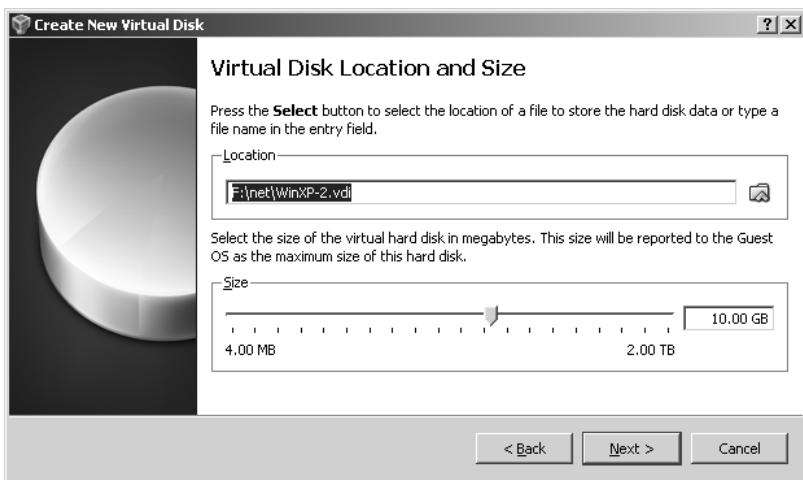 Create New Virtual Disk
Virtual Disk Location and Size
Press the Select button to select the location of a file to store the hard disk data or type a
file name in the entry field.
Location
F:\net\WinXP-2.vdi
Select the size of the virtual hard disk in megabytes. This size will be reported to the Guest
OS as the maximum size of this hard disk.
Size
10.00 GB
4.00 MB 2.00 TB
< Back Next > Cancel